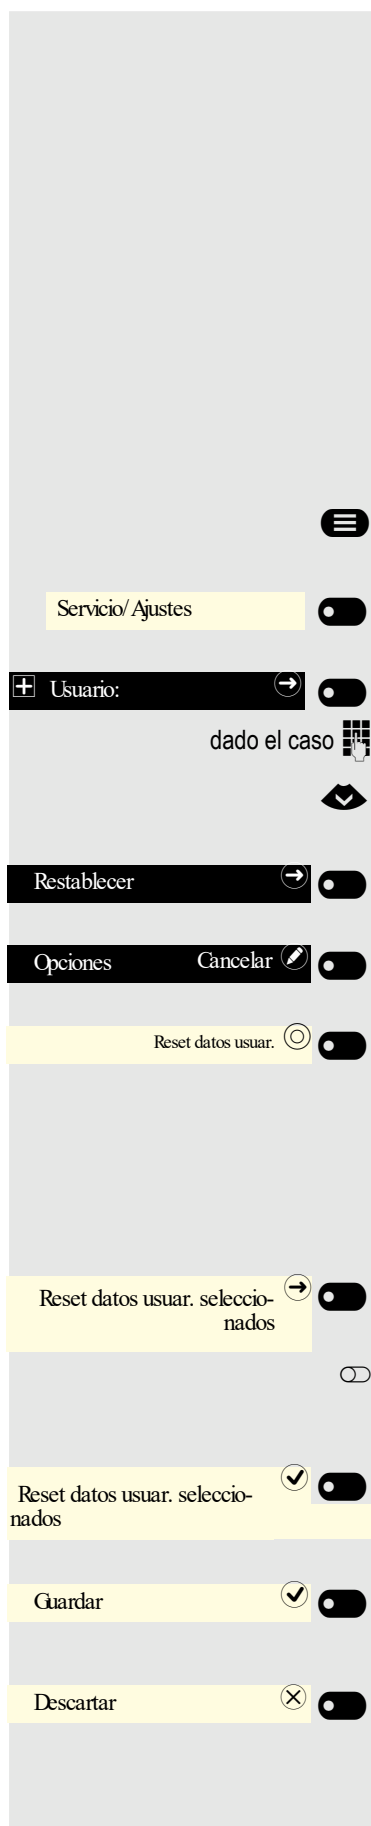 Servicio/Ajustes
Usuario:
dado el caso
Restablecer
Opciones Cancelar
Reset datos usuar.
Reset datos usuar. seleccio-
nados
Reset datos usuar. seleccio-
nados
Guardar
Descartar